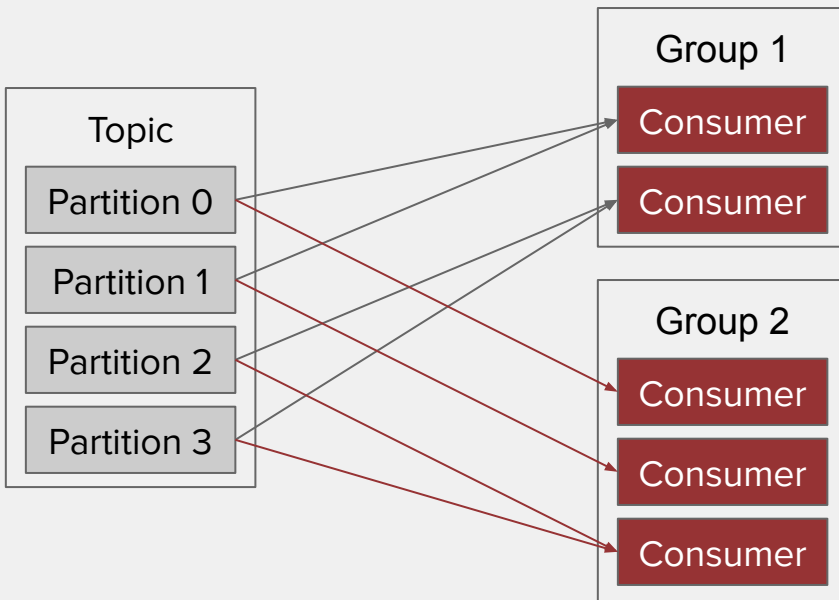 Topic
Partition 0
Partition 1
Partition 2
Partition 3
Group 1
Consumer
Consumer
Group 2
Consumer
Consumer
Consumer